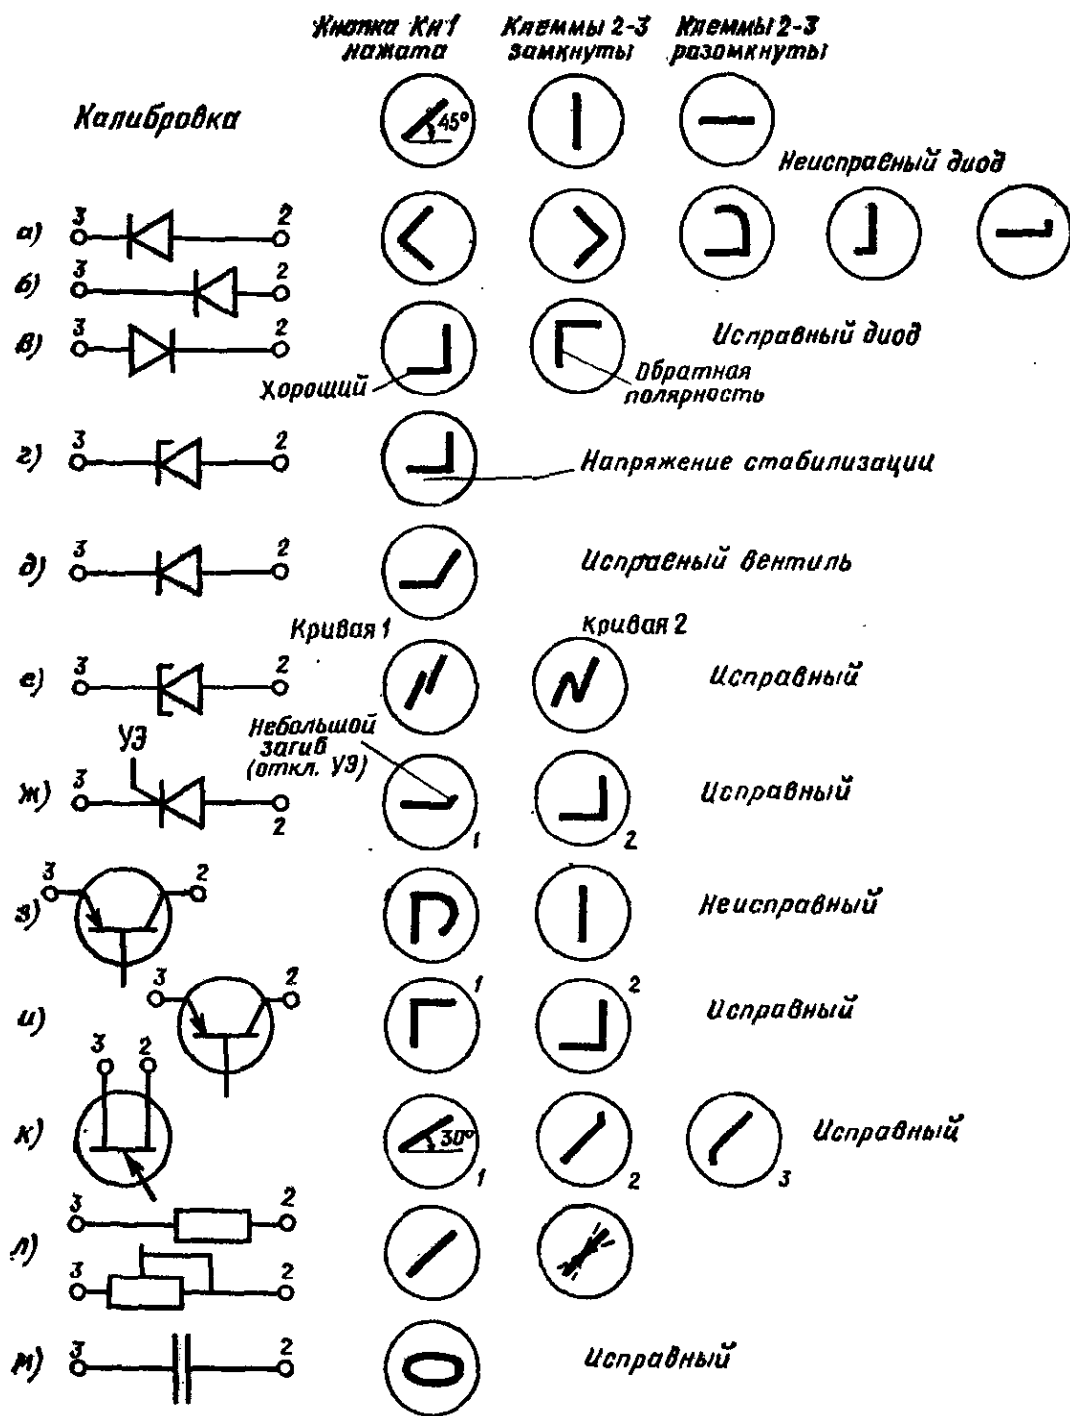 Кнопка Кн1 нажата
Клеммы 2-3 замкнуты
Клеммы 2-3 разомкнуты
Калибровка
45°
Неисправный диод
а) 3 2
б) 3 2
в) 3 2
Исправный диод
Хороший
Обратная полярность
г) 3 2
Напряжение стабилизации
д) 3 2
Исправный вентиль
Кривая 1
кривая 2
е) 3 2
Исправный
УЭ
Небольшой загиб (откл. УЭ)
ж) 3 2
1 2
Исправный
з) 3 2
Неисправный
и) 3 2
1 2
Исправный
к) 3 2
30°
1 2 3
Исправный
л) 3 2
3 2
м) 3 2
Исправный